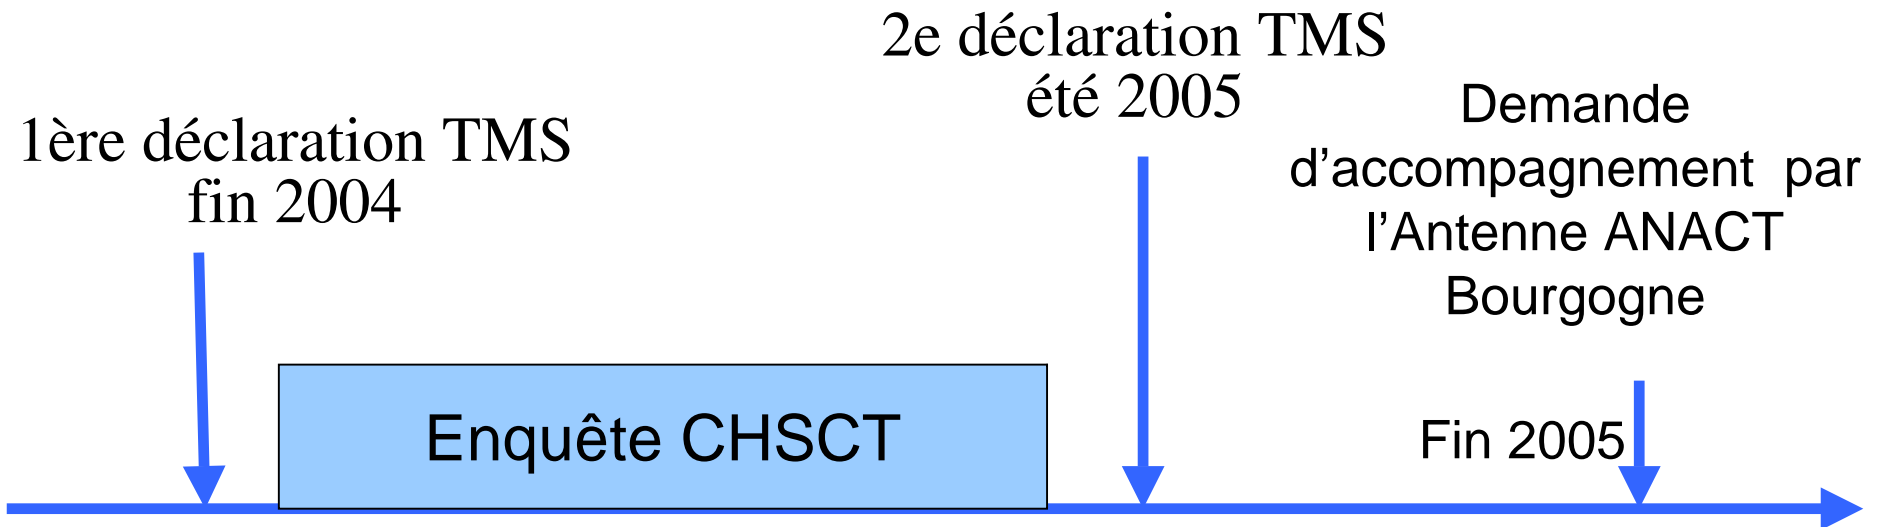 1ère déclaration TMS
fin 2004
Enquête CHSCT
2e déclaration TMS
été 2005
Demande
d’accompagnement par
l’Antenne ANACT
Bourgogne
Fin 2005